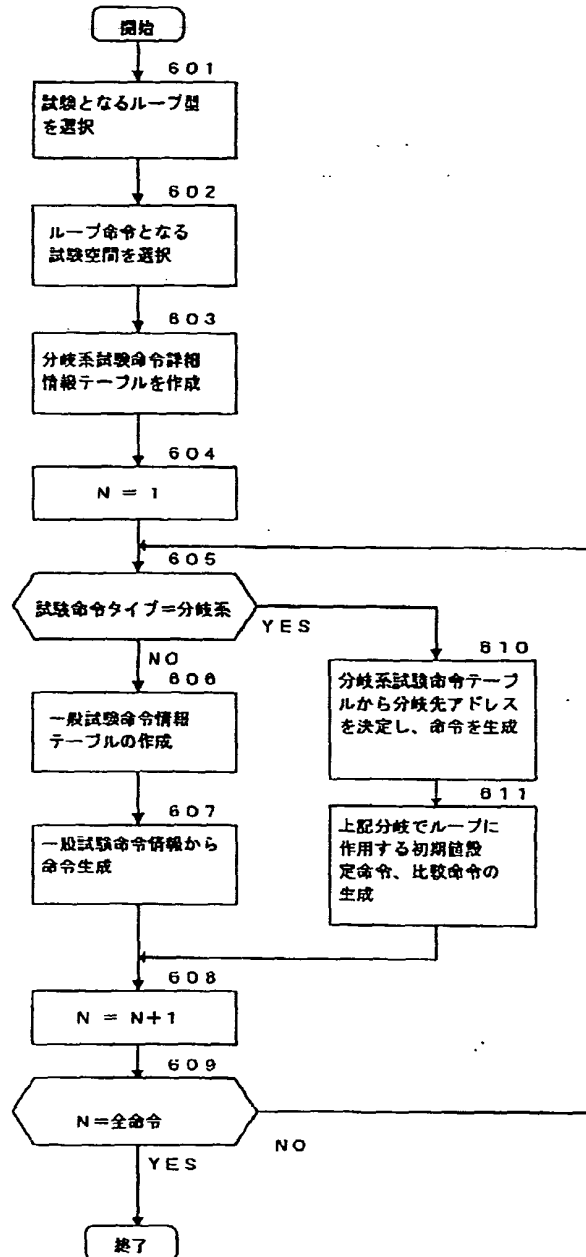 開始
601
試験となるループ型
を選択
602
ループ命令となる
試験空間を選択
603
分岐系試験命令詳細
情報テーブルを作成
604
N = 1
605
試験命令タイプ=分岐系
YES
NO
606
一般試験命令情報
テーブルの作成
607
一般試験命令情報から
命令生成
610
分岐系試験命令テーブ
ルから分岐先アドレス
を決定し、命令を生成
611
上記分岐でループに
作用する初期値設
定命令、比較命令の
生成
608
N = N+1
609
N=全命令
NO
YES
終了